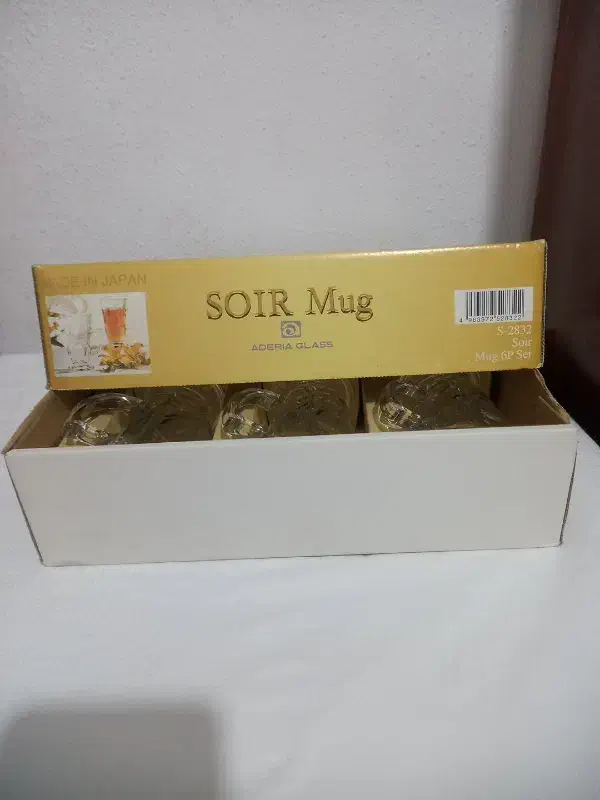 MADE IN JAPAN
SOIR Mug
ADERIA GLASS
S-2832
Soir
Mug 6P Set